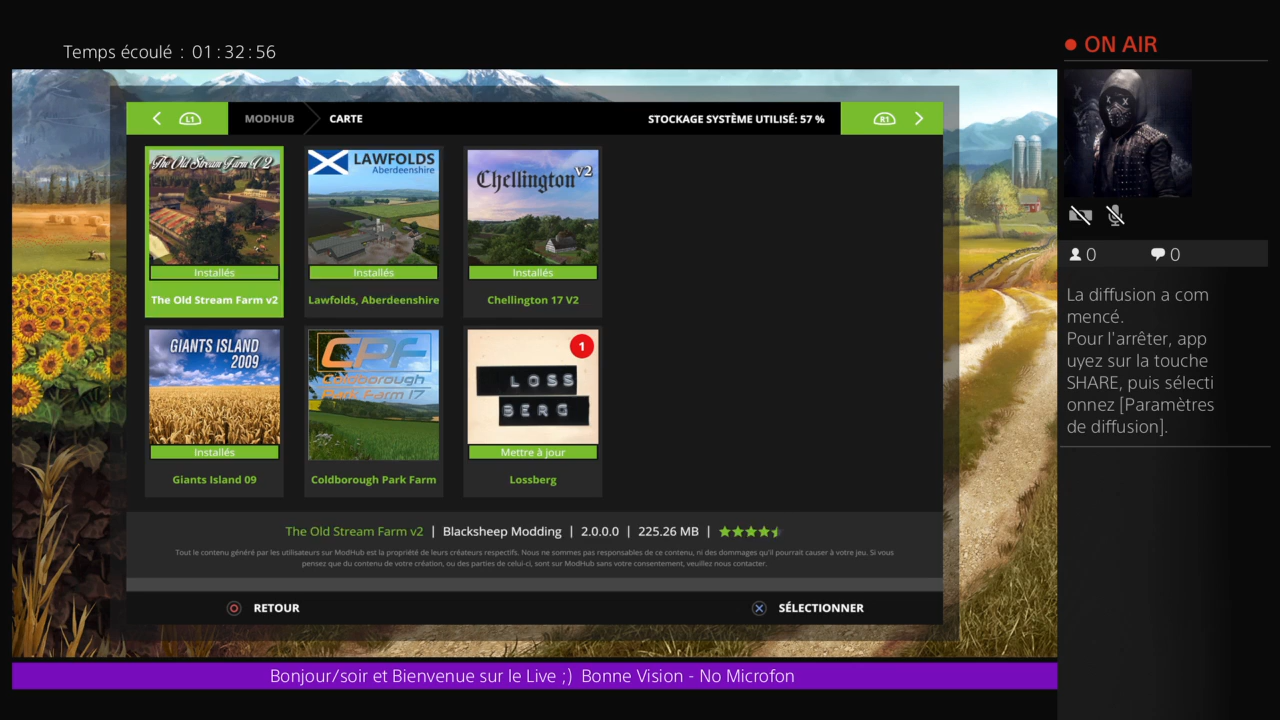 Temps écoulé : 01:32:56
ON AIR
L1
MODHUB
CARTE
STOCKAGE SYSTÈME UTILISÉ: 57 %
R1
The Old Stream Farm V2
Installés
The Old Stream Farm v2
LAWFOLDS
Aberdeenshire
Installés
Lawfolds, Aberdeenshire
Chellington V2
Installés
Chellington 17 V2
GIANTS ISLAND
2009
Installés
Giants Island 09
CPF
Coldborough
Park Farm 17
Coldborough Park Farm
1
LOSS
BERG
Mettre à jour
Lossberg
The Old Stream Farm v2 | Blacksheep Modding | 2.0.0.0 | 225.26 MB |
Tout le contenu généré par les utilisateurs sur ModHub est la propriété de leurs créateurs respectifs. Nous ne sommes pas responsables de ce contenu, ni des dommages qu'il pourrait causer à votre jeu. Si vous
pensez que du contenu de votre création, ou des parties de celui-ci, sont sur ModHub sans votre consentement, veuillez nous contacter.
RETOUR
SÉLECTIONNER
0
0
La diffusion a com
mencé.
Pour l'arrêter, app
uyez sur la touche
SHARE, puis sélecti
onnez [Paramètres
de diffusion].
Bonjour/soir et Bienvenue sur le Live ;) Bonne Vision - No Microfon